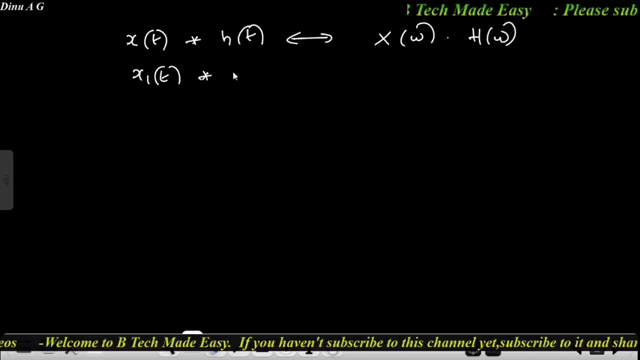 Dinu A G
B Tech Made Easy : Please sub
x(t) * h(t) ⟷ X(ω) · H(ω)
x₁(t) *
eos -Welcome to B Tech Made Easy. If you haven't subscribe to this channel yet,subscribe to it and shar